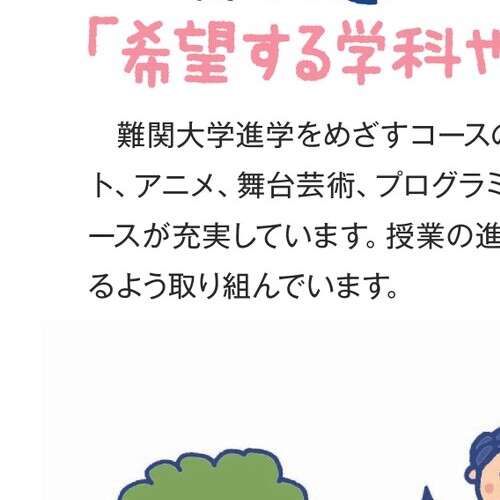 「希望する学科や
難関大学進学をめざすコースの
ト、アニメ、舞台芸術、プログラミ
ースが充実しています。授業の進
るよう取り組んでいます。